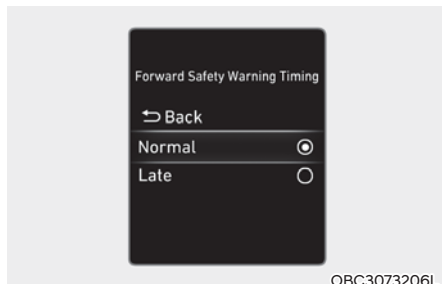 Forward Safety Warning Timing
Back
Normal
Late
OBC3073206L